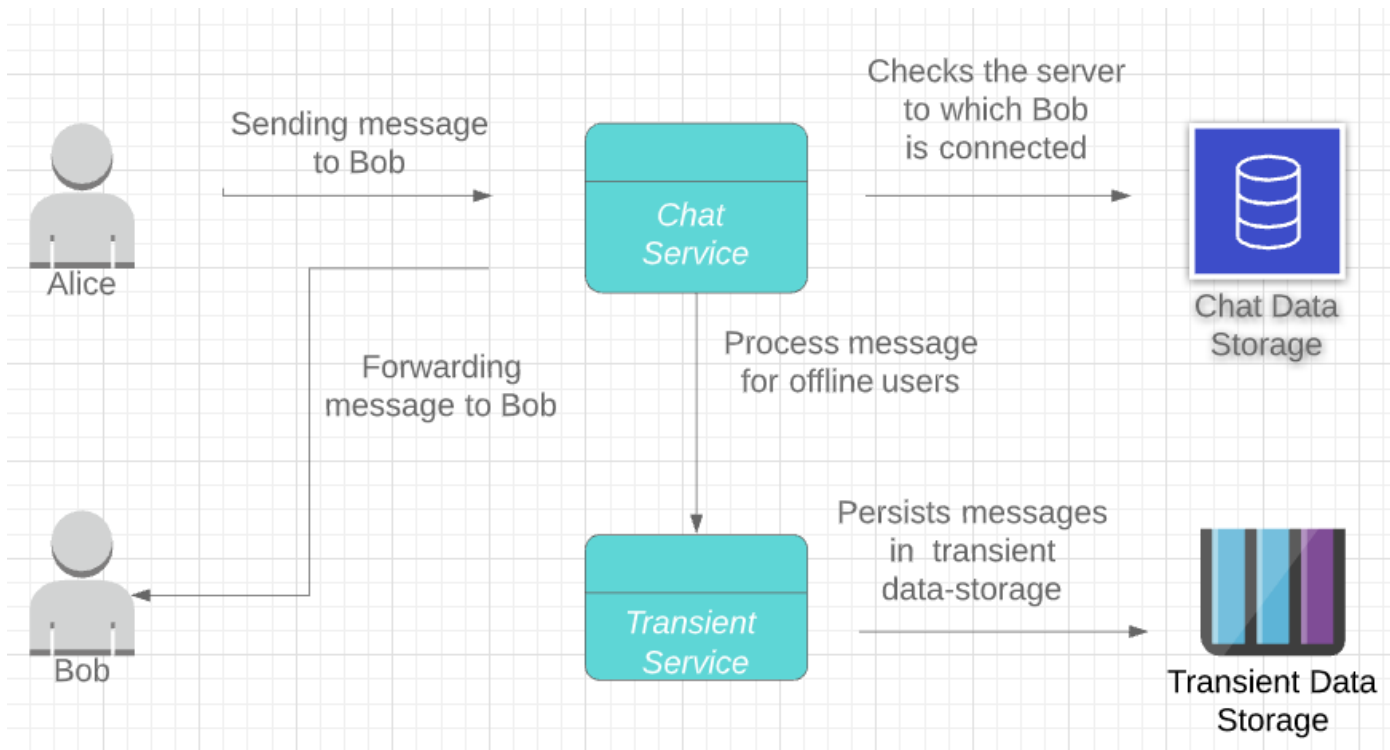 Sending message
to Bob
Checks the server
to which Bob
is connected
Alice
Chat
Service
Chat Data
Storage
Forwarding
message to Bob
Process message
for offline users
Bob
Transient
Service
Persists messages
in transient
data-storage
Transient Data
Storage